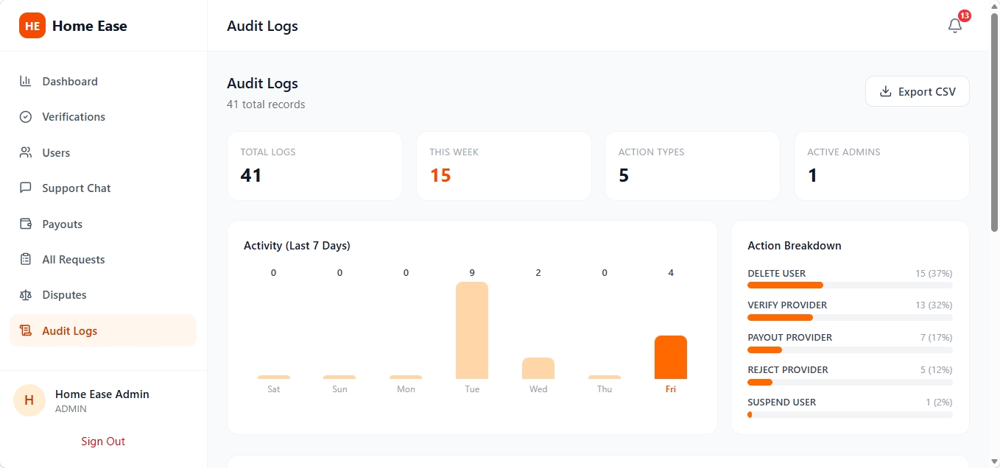 HE Home Ease
Dashboard
Verifications
Users
Support Chat
Payouts
All Requests
Disputes
Audit Logs
H
Home Ease Admin
ADMIN
Sign Out
Audit Logs
13
Audit Logs
41 total records
Export CSV
TOTAL LOGS
41
THIS WEEK
15
ACTION TYPES
5
ACTIVE ADMINS
1
Activity (Last 7 Days)
0 0 0 9 2 0 4
Sat Sun Mon Tue Wed Thu Fri
Action Breakdown
DELETE USER 15 (37%)
VERIFY PROVIDER 13 (32%)
PAYOUT PROVIDER 7 (17%)
REJECT PROVIDER 5 (12%)
SUSPEND USER 1 (2%)